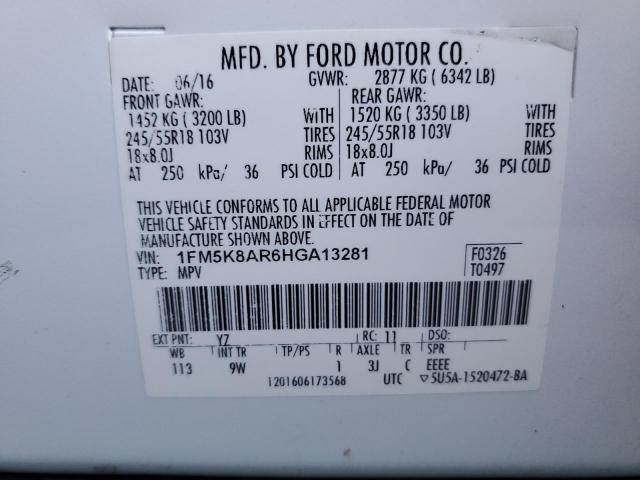 MFD. BY FORD MOTOR CO.
DATE: 06/16 GVWR: 2877 KG ( 6342 LB)
FRONT GAWR: REAR GAWR:
1452 KG ( 3200 LB) WITH 1520 KG ( 3350 LB) WITH
245/55R18 103V TIRES 245/55R18 103V TIRES
18x8.0J RIMS 18x8.0J RIMS
AT 250 kPa/ 36 PSI COLD AT 250 kPa/ 36 PSI COLD
THIS VEHICLE CONFORMS TO ALL APPLICABLE FEDERAL MOTOR
VEHICLE SAFETY STANDARDS IN EFFECT ON THE DATE OF
MANUFACTURE SHOWN ABOVE.
VIN: 1FM5K8AR6HGA13281 F0326
TYPE: MPV T0497
EXT PNT: YZ RC: 11 DSO:
WB INT TR TP/PS R AXLE TR SPR
113 9W 1 3J C EEEE
1201606173568 UTC ▽5U5A-1520472-BA